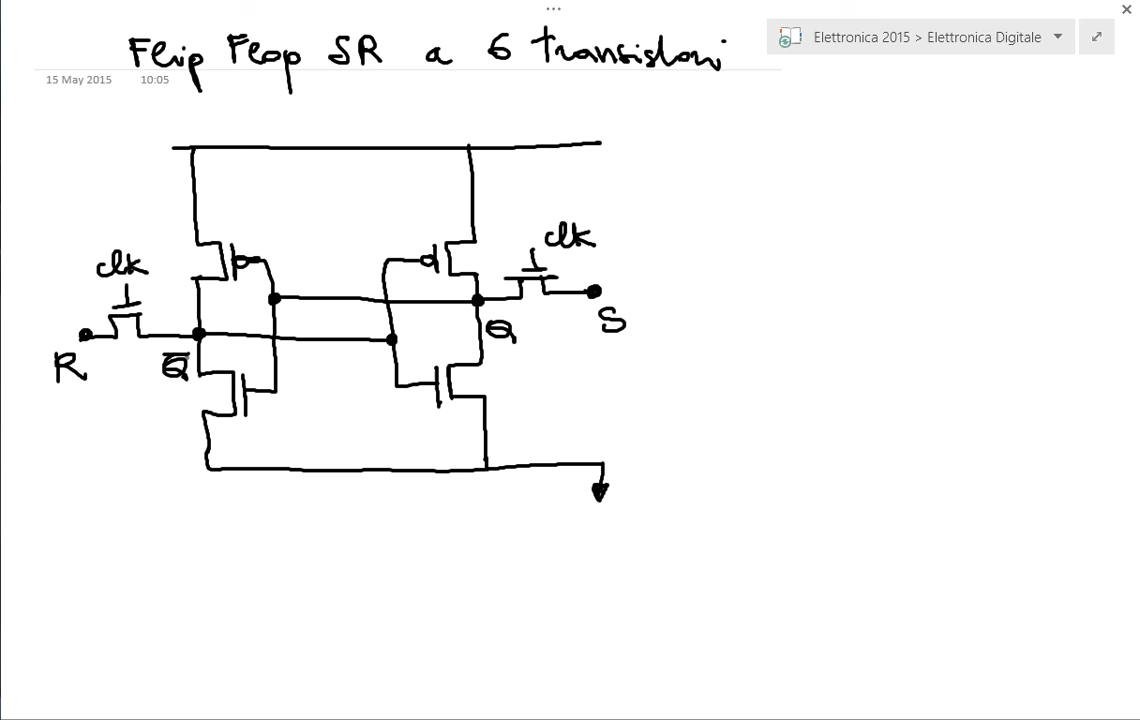 Flip Flop SR a 6 transistori
Elettronica 2015 > Elettronica Digitale
15 May 2015 10:05
clk
clk
S
R
Q̅
Q